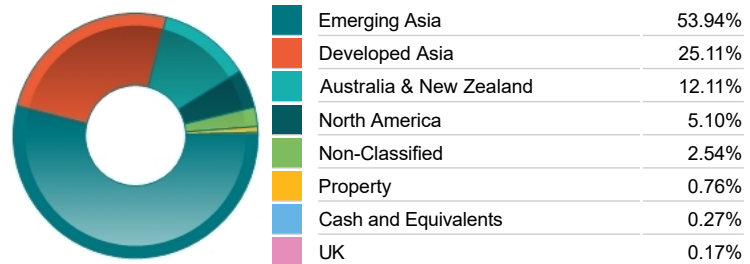 Emerging Asia 53.94%
Developed Asia 25.11%
Australia & New Zealand 12.11%
North America 5.10%
Non-Classified 2.54%
Property 0.76%
Cash and Equivalents 0.27%
UK 0.17%